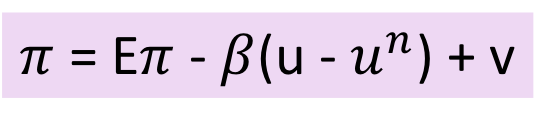 𝜋 = E𝜋 - 𝛽(u - 𝑢ⁿ) + v